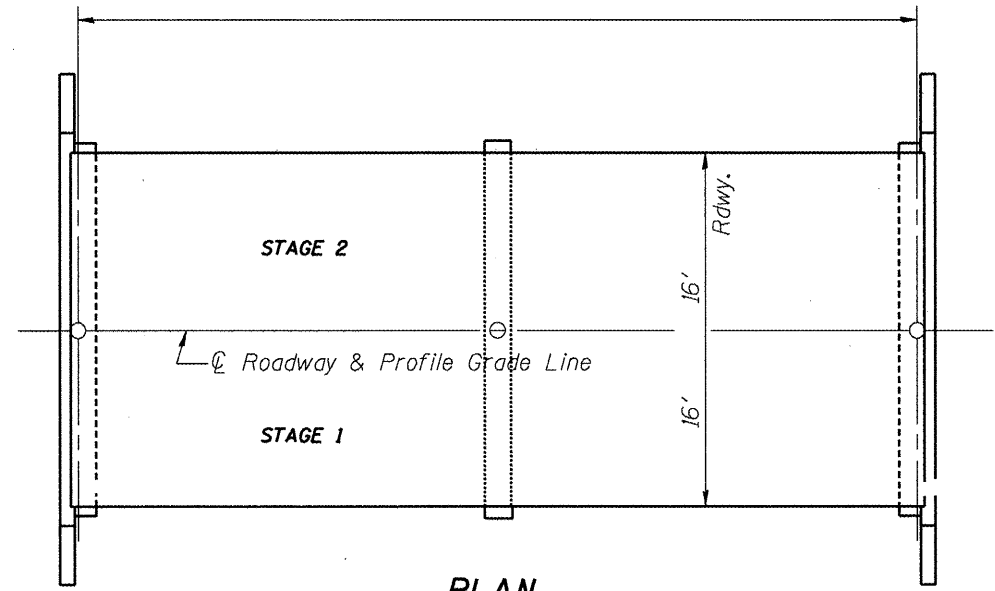 Rdwy.
STAGE 2
16'
℄ Roadway & Profile Grade Line
16'
STAGE 1
PLAN